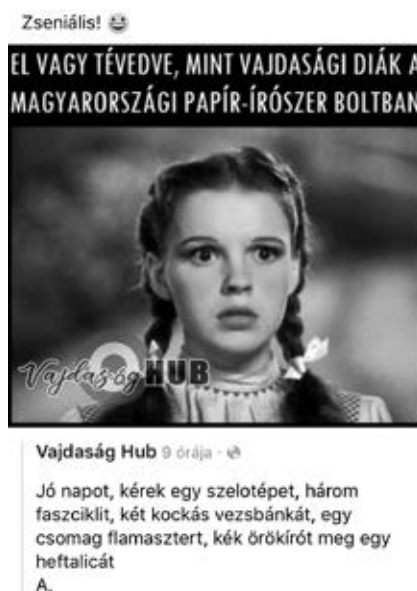 Zseniális! 😆
EL VAGY TÉVEDVE, MINT VAJDASÁGI DIÁK A
MAGYARORSZÁGI PAPÍR-ÍRÓSZER BOLTBAN
Vajdaság HUB
Vajdaság Hub 9 órája ·
Jó napot, kérek egy szelotépet, három
faszciklit, két kockás vezsbánkát, egy
csomag flamasztert, kék örökírót meg egy
heftalicát
A.